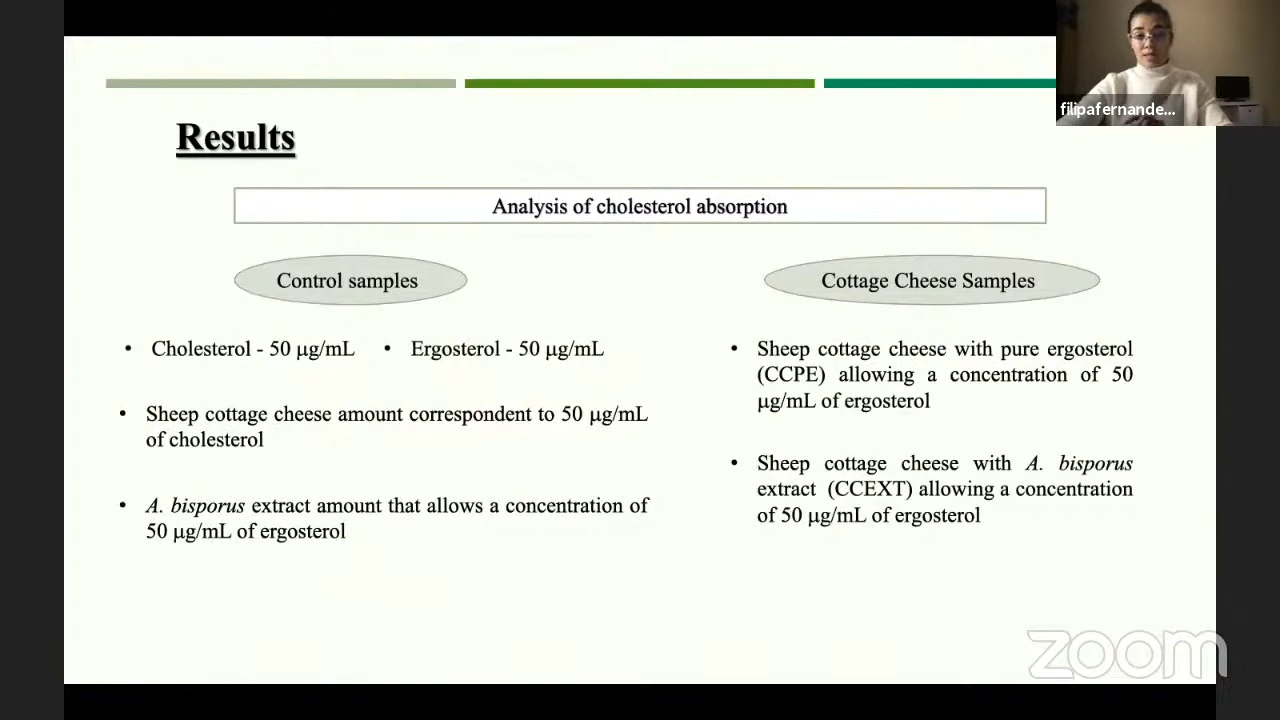 filipafernande...
Results
Analysis of cholesterol absorption
Control samples
• Cholesterol - 50 μg/mL
• Ergosterol - 50 μg/mL
• Sheep cottage cheese amount correspondent to 50 μg/mL
of cholesterol
• A. bisporus extract amount that allows a concentration of
50 μg/mL of ergosterol
Cottage Cheese Samples
• Sheep cottage cheese with pure ergosterol
(CCPE) allowing a concentration of 50
μg/mL of ergosterol
• Sheep cottage cheese with A. bisporus
extract (CCEXT) allowing a concentration
of 50 μg/mL of ergosterol
zoom